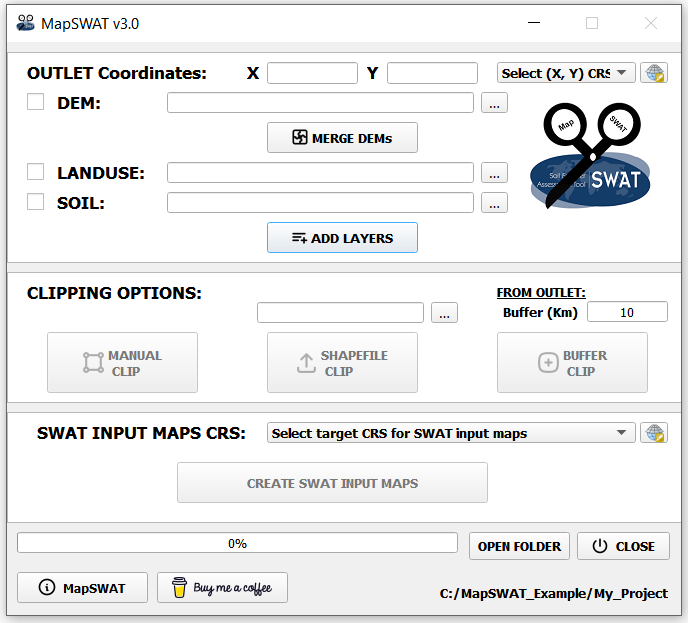 MapSWAT v3.0
OUTLET Coordinates: X Y Select (X, Y) CRS
DEM: ...
MERGE DEMs
LANDUSE: ...
SOIL: ...
ADD LAYERS
Map SWAT
Soil
Assess Tool
SWAT
CLIPPING OPTIONS:
...
FROM OUTLET:
Buffer (Km) 10
MANUAL
CLIP
SHAPEFILE
CLIP
BUFFER
CLIP
SWAT INPUT MAPS CRS: Select target CRS for SWAT input maps
CREATE SWAT INPUT MAPS
0%
OPEN FOLDER CLOSE
MapSWAT Buy me a coffee
C:/MapSWAT_Example/My_Project